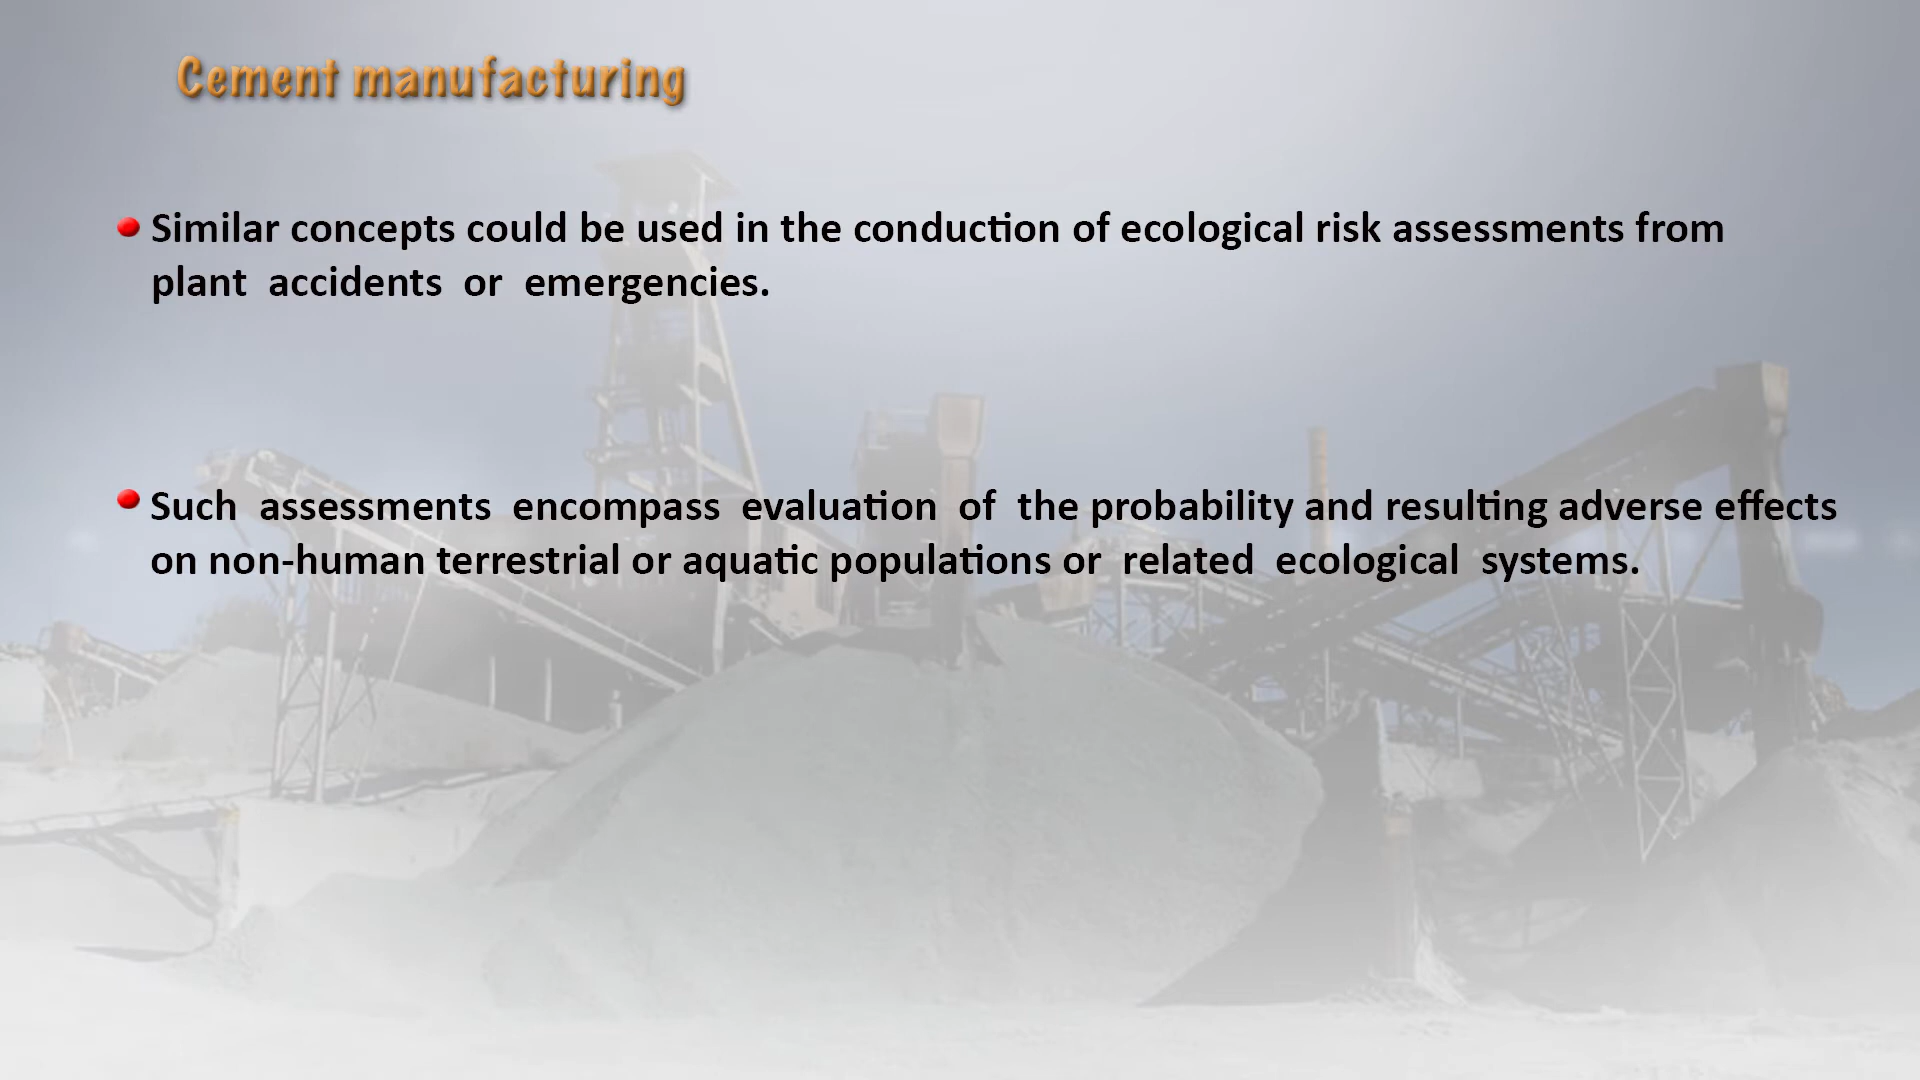 Cement manufacturing
Similar concepts could be used in the conduction of ecological risk assessments from
plant accidents or emergencies.
Such assessments encompass evaluation of the probability and resulting adverse effects
on non-human terrestrial or aquatic populations or related ecological systems.